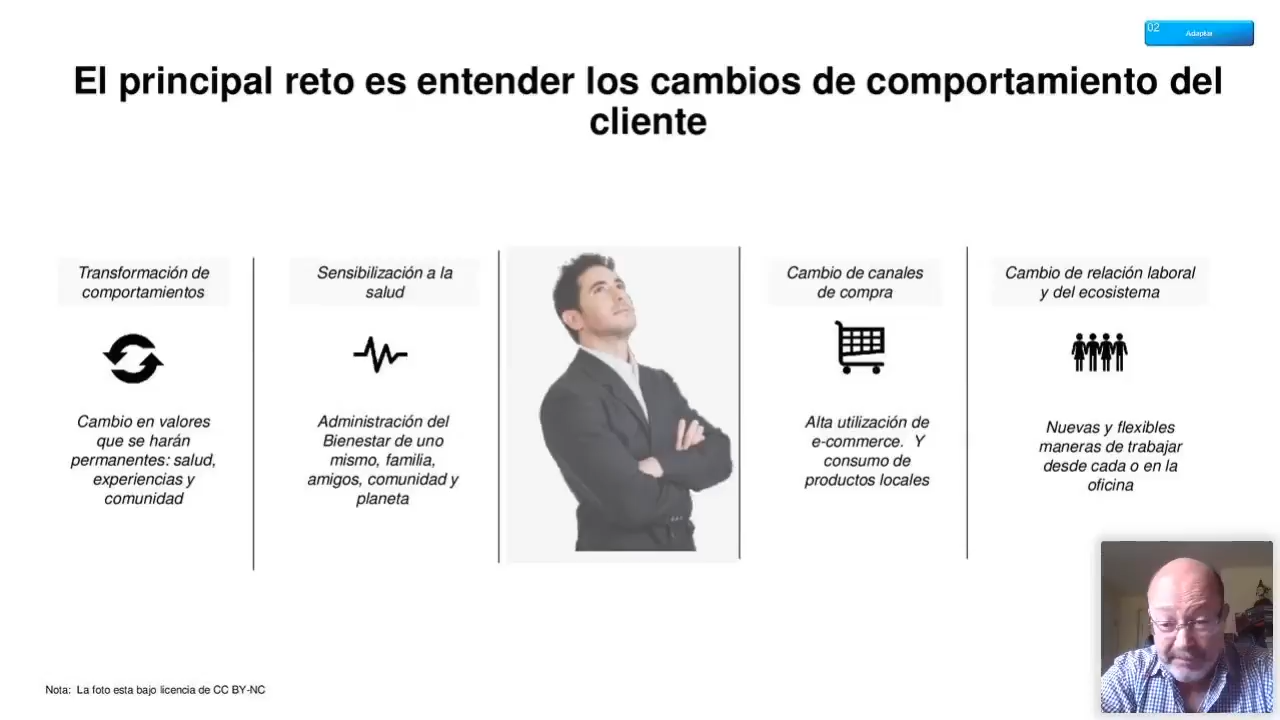 02
Adaptar
El principal reto es entender los cambios de comportamiento del
cliente
Transformación de
comportamientos
Cambio en valores
que se harán
permanentes: salud,
experiencias y
comunidad
Sensibilización a la
salud
Administración del
Bienestar de uno
mismo, familia,
amigos, comunidad y
planeta
Cambio de canales
de compra
Alta utilización de
e-commerce. Y
consumo de
productos locales
Cambio de relación laboral
y del ecosistema
Nuevas y flexibles
maneras de trabajar
desde cada o en la
oficina
Nota: La foto esta bajo licencia de CC BY-NC